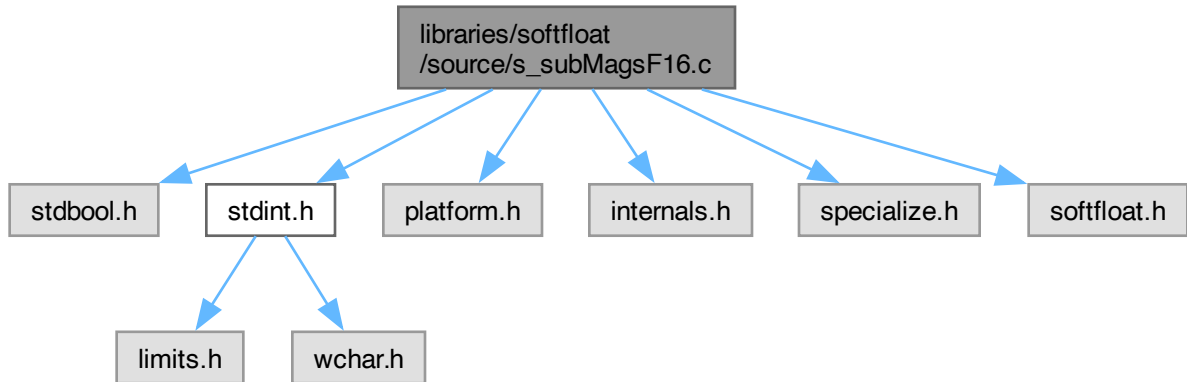 libraries/softfloat
/source/s_subMagsF16.c
stdbool.h
stdint.h
platform.h
internals.h
specialize.h
softfloat.h
limits.h
wchar.h